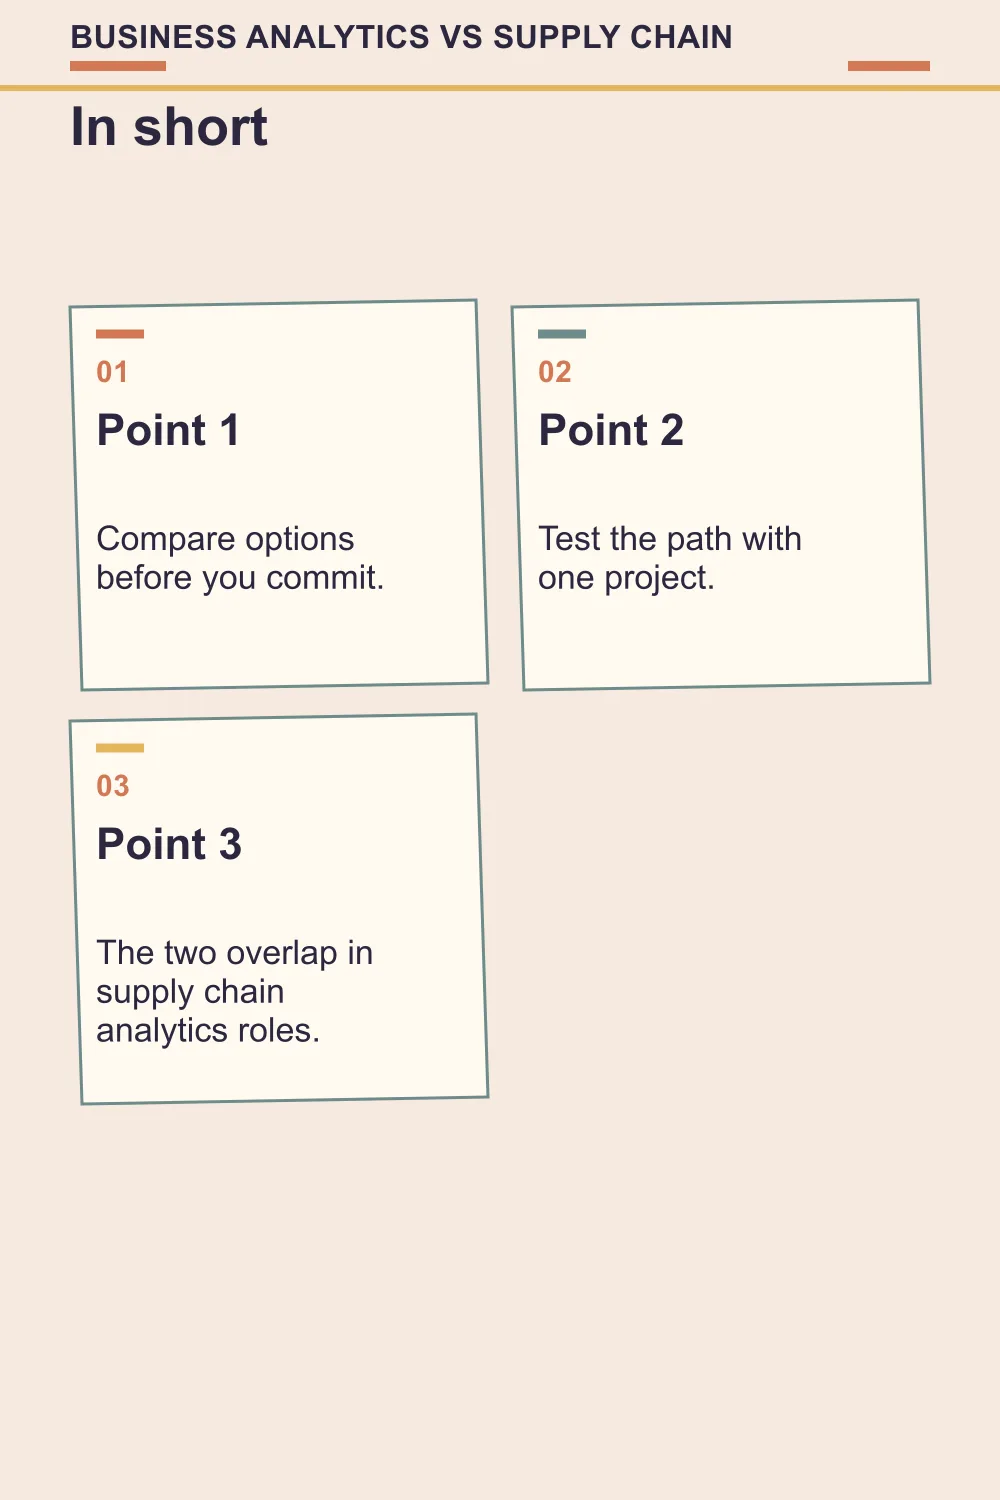 BUSINESS ANALYTICS VS SUPPLY CHAIN
In short
01
Point 1
Compare options
before you commit.
02
Point 2
Test the path with
one project.
03
Point 3
The two overlap in
supply chain
analytics roles.